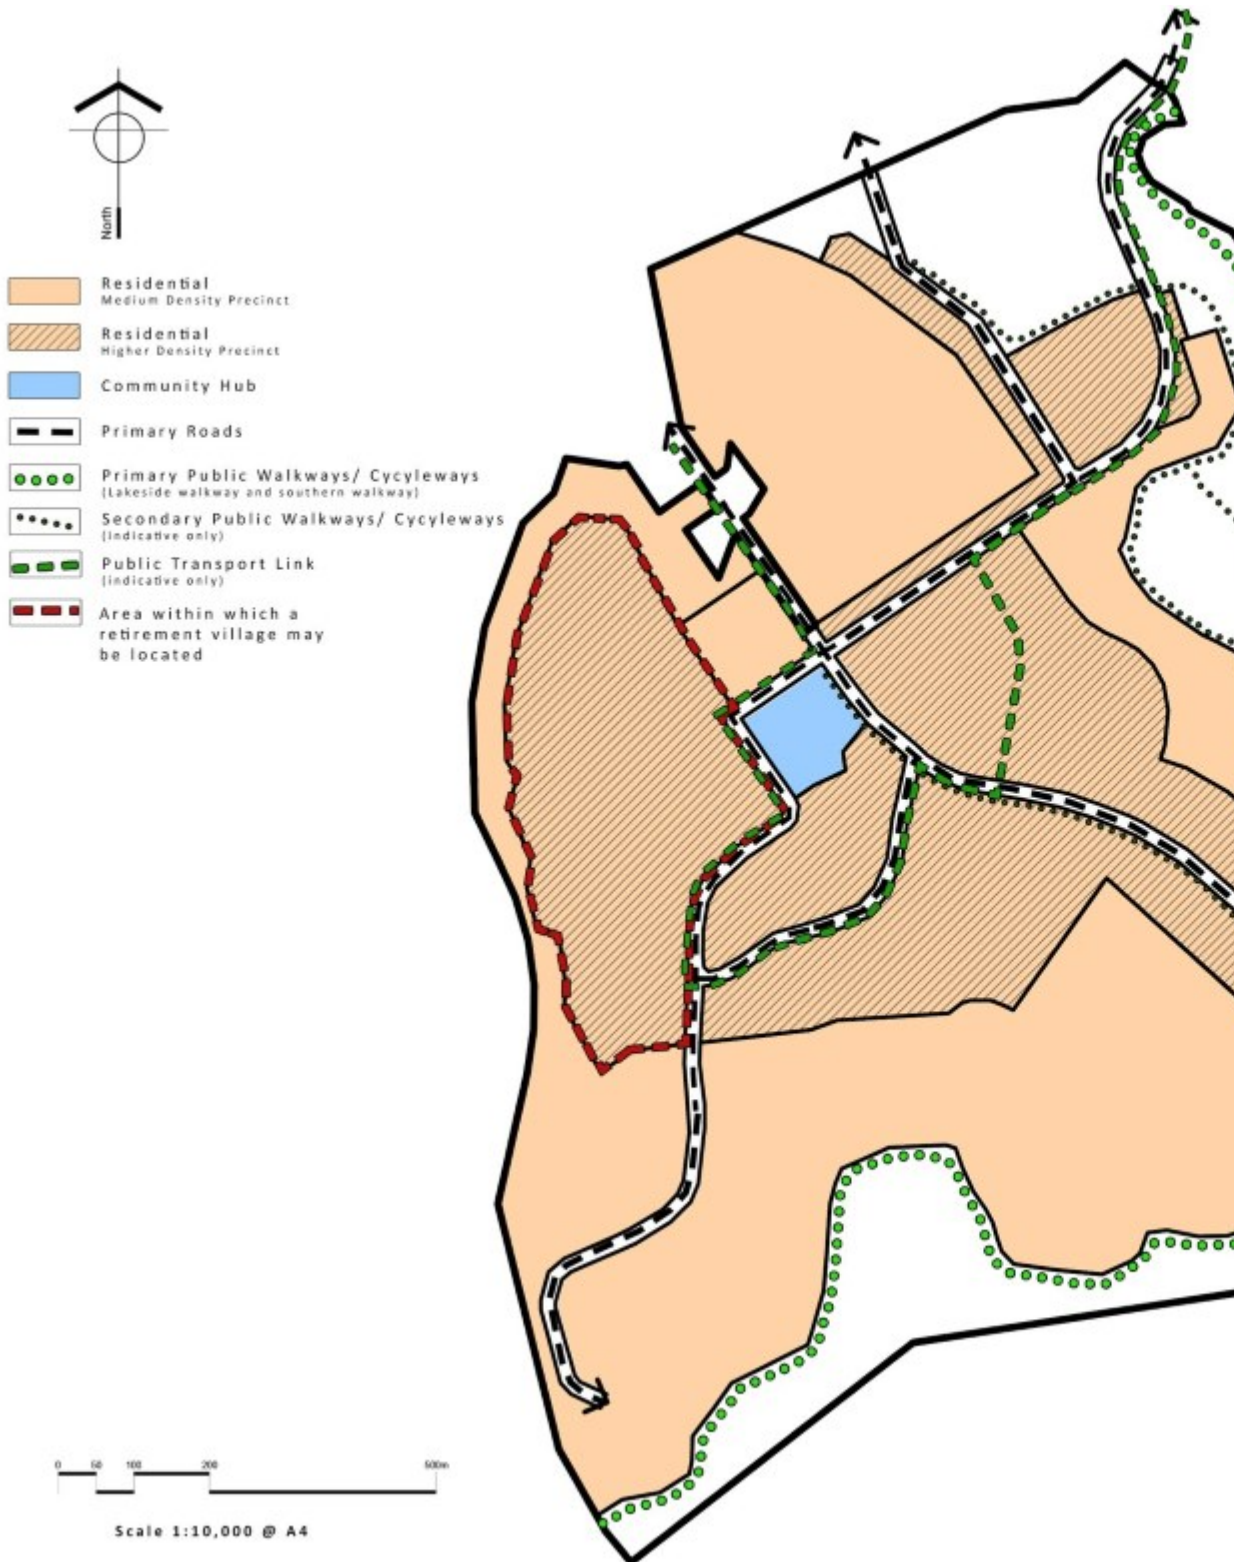 North
Residential
Medium Density Precinct
Residential
Higher Density Precinct
Community Hub
Primary Roads
Primary Public Walkways/ Cycyleways
(Lakeside walkway and southern walkway)
Secondary Public Walkways/ Cycyleways
(indicative only)
Public Transport Link
(indicative only)
Area within which a
retirement village may
be located
0 50 100 200 500m
Scale 1:10,000 @ A4